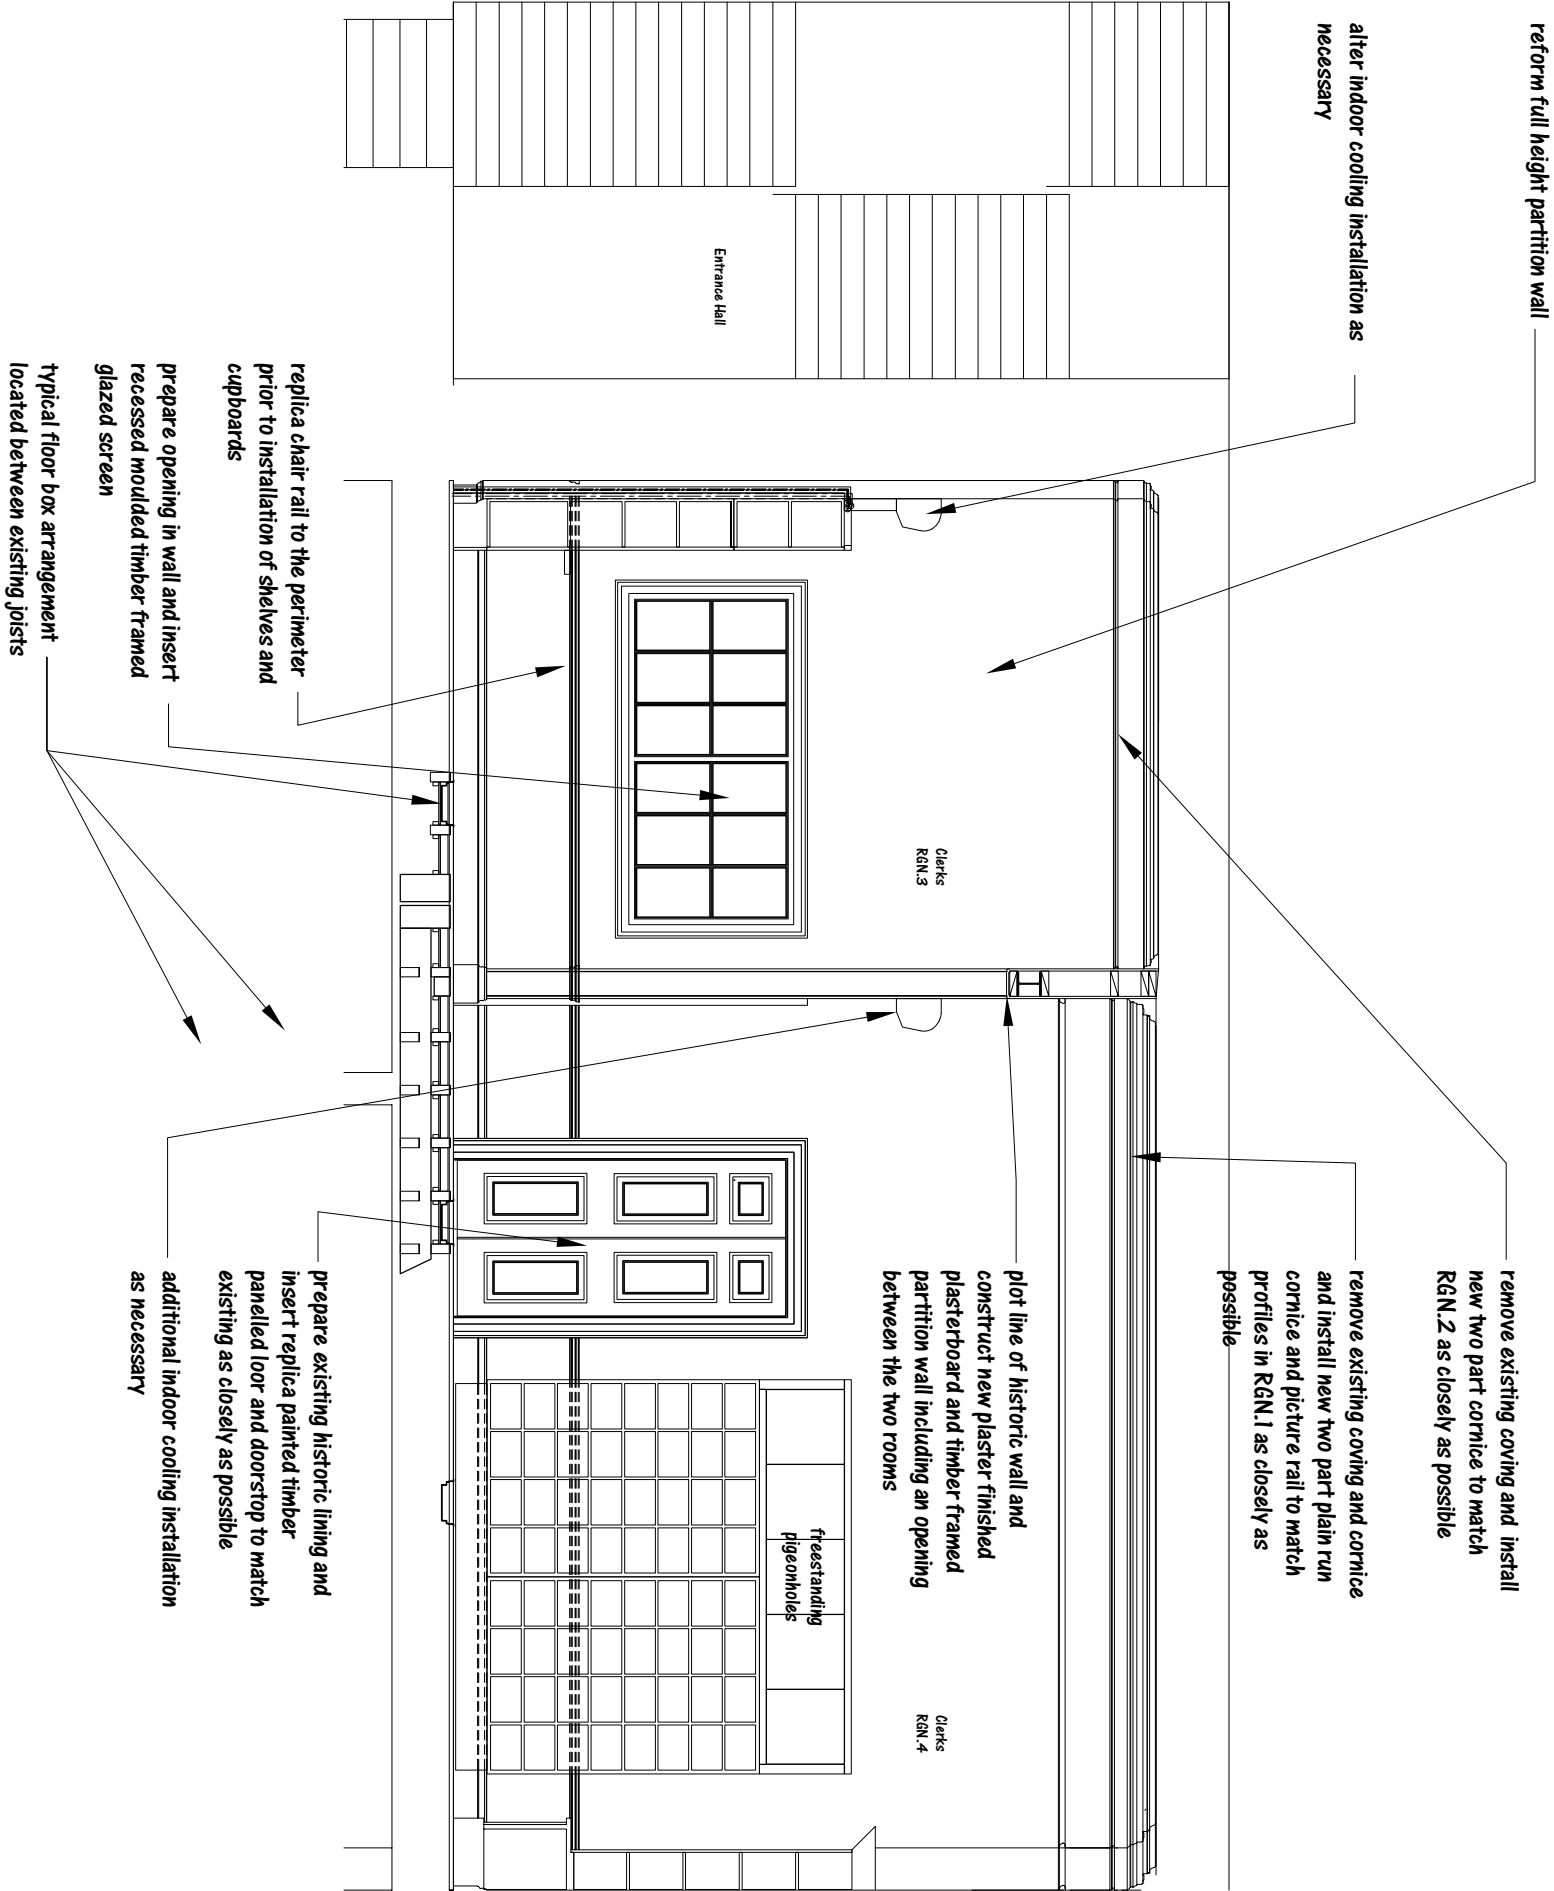 reform full height partition wall
alter indoor cooling installation as
necessary
Entrance Hall
replica chair rail to the perimeter
prior to installation of shelves and
cupboards
prepare opening in wall and insert
recessed moulded timber framed
glazed screen
typical floor box arrangement
located between existing joists
Clerks
RGN.3
remove existing coving and install
new two part cornice to match
RGN.2 as closely as possible
remove existing coving and cornice
and install new two part plain run
cornice and picture rail to match
profiles in RGN.1 as closely as
possible
plot line of historic wall and
construct new plaster finished
plasterboard and timber framed
partition wall including an opening
between the two rooms
freestanding
pigeonholes
Clerks
RGN.4
prepare existing historic lining and
insert replica painted timber
panelled loor and doorstop to match
existing as closely as possible
additional indoor cooling installation
as necessary